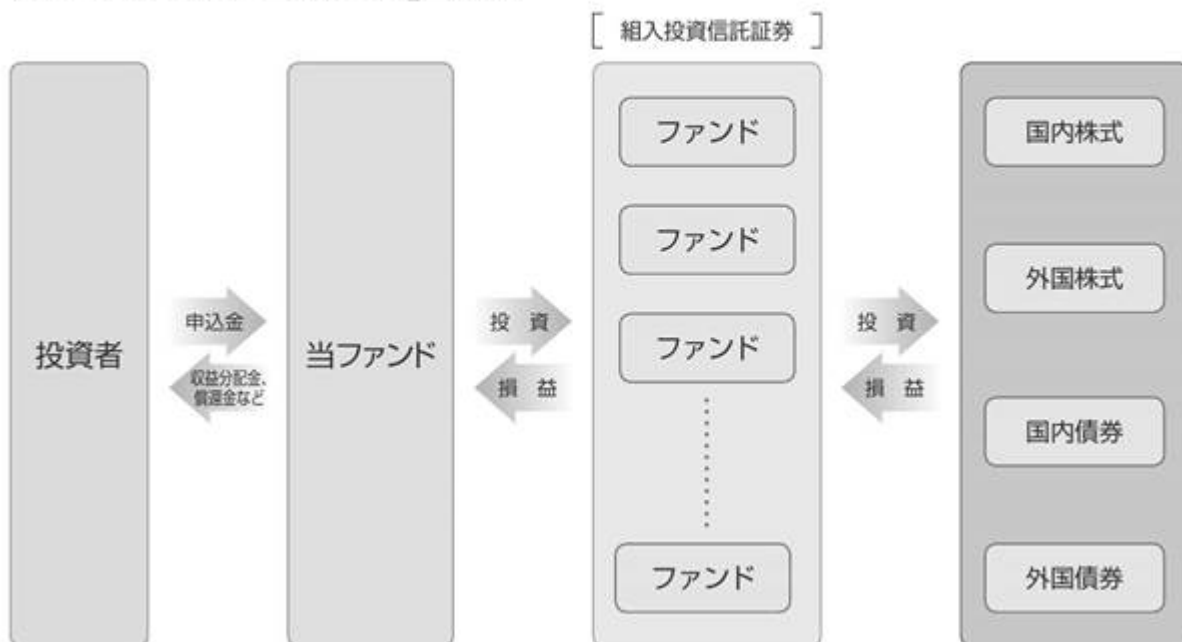 [ 組入投資信託証券 ]
投資者
申込金
収益分配金、
償還金など
当ファンド
投 資
損 益
ファンド
ファンド
ファンド
ファンド
投 資
損 益
国内株式
外国株式
国内債券
外国債券